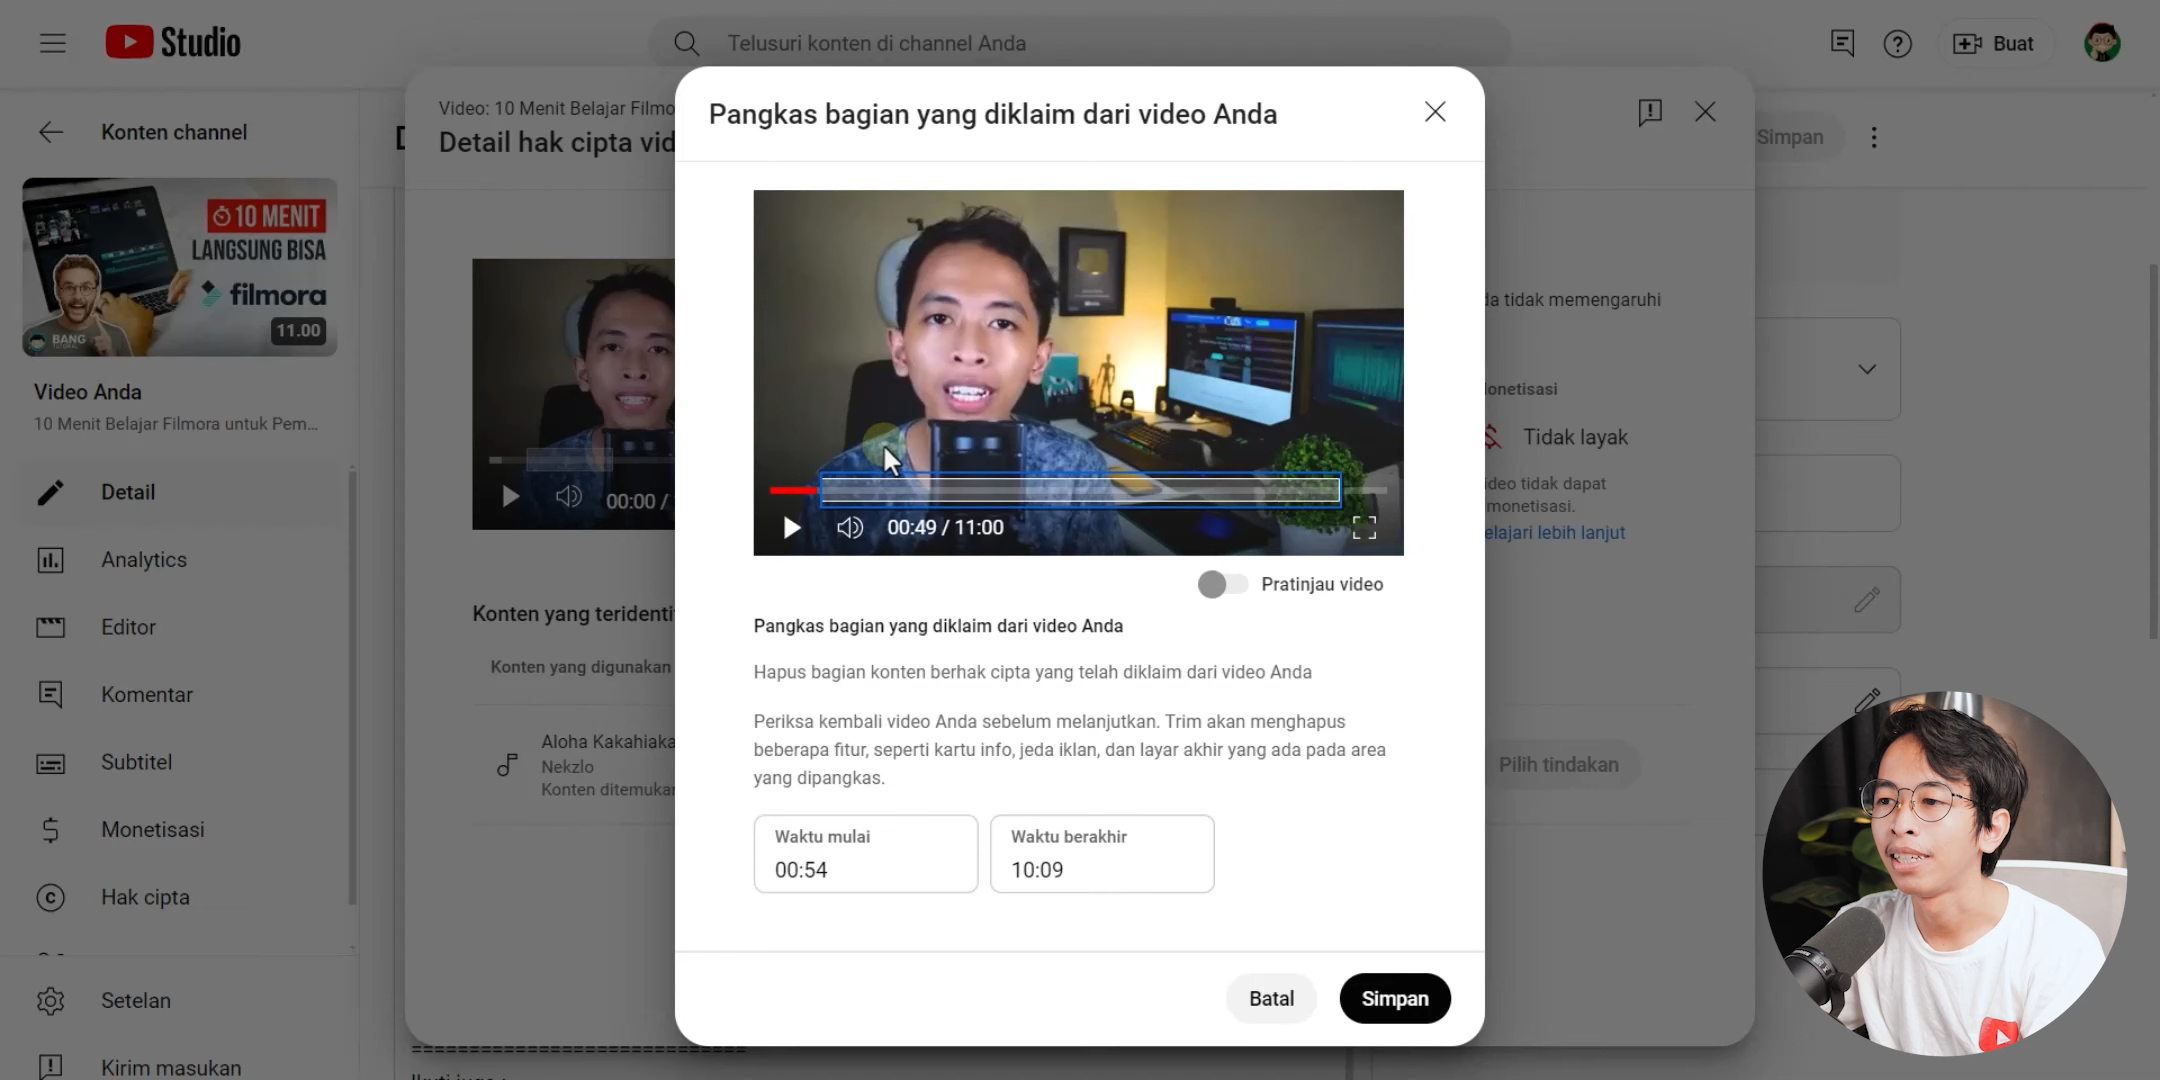 Studio
Telusuri konten di channel Anda
Buat
Konten channel
10 MENIT
LANGSUNG BISA
filmora
11.00
BANG
Video Anda
10 Menit Belajar Filmora untuk Pem...
Detail
Analytics
Editor
Komentar
Subtitel
Monetisasi
Hak cipta
Setelan
Kirim masukan
Video: 10 Menit Belajar Filmo
Detail hak cipta vid
00:00 /
Konten yang teridenti
Konten yang digunakan
Aloha Kakahiaka
Nekzlo
Konten ditemukan
Pangkas bagian yang diklaim dari video Anda
00:49 / 11:00
Pratinjau video
Pangkas bagian yang diklaim dari video Anda
Hapus bagian konten berhak cipta yang telah diklaim dari video Anda
Periksa kembali video Anda sebelum melanjutkan. Trim akan menghapus
beberapa fitur, seperti kartu info, jeda iklan, dan layar akhir yang ada pada area
yang dipangkas.
Waktu mulai
00:54
Waktu berakhir
10:09
Batal
Simpan
Simpan
da tidak memengaruhi
Monetisasi
Tidak layak
ideo tidak dapat
monetisasi.
elajari lebih lanjut
Pilih tindakan